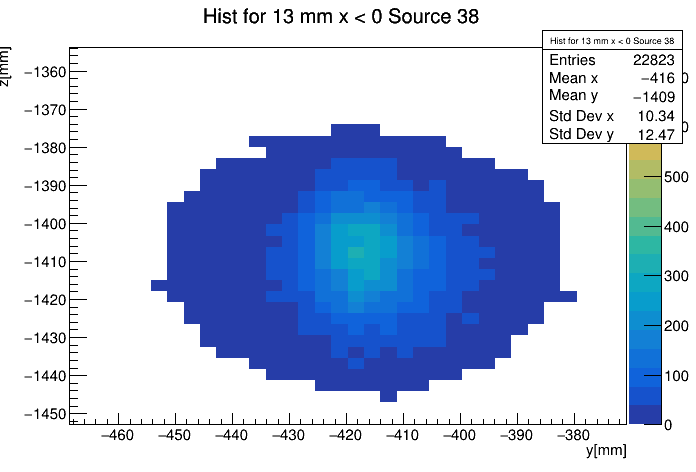 Hist for 13 mm x < 0 Source 38
Hist for 13 mm x < 0 Source 38
Entries 22823
Mean x −416
Mean y −1409
Std Dev x 10.34
Std Dev y 12.47
z[mm]
−1360
−1370
−1380
−1390
−1400
−1410
−1420
−1430
−1440
−1450
−460 −450 −440 −430 −420 −410 −400 −390 −380
y[mm]
500
400
300
200
100
0